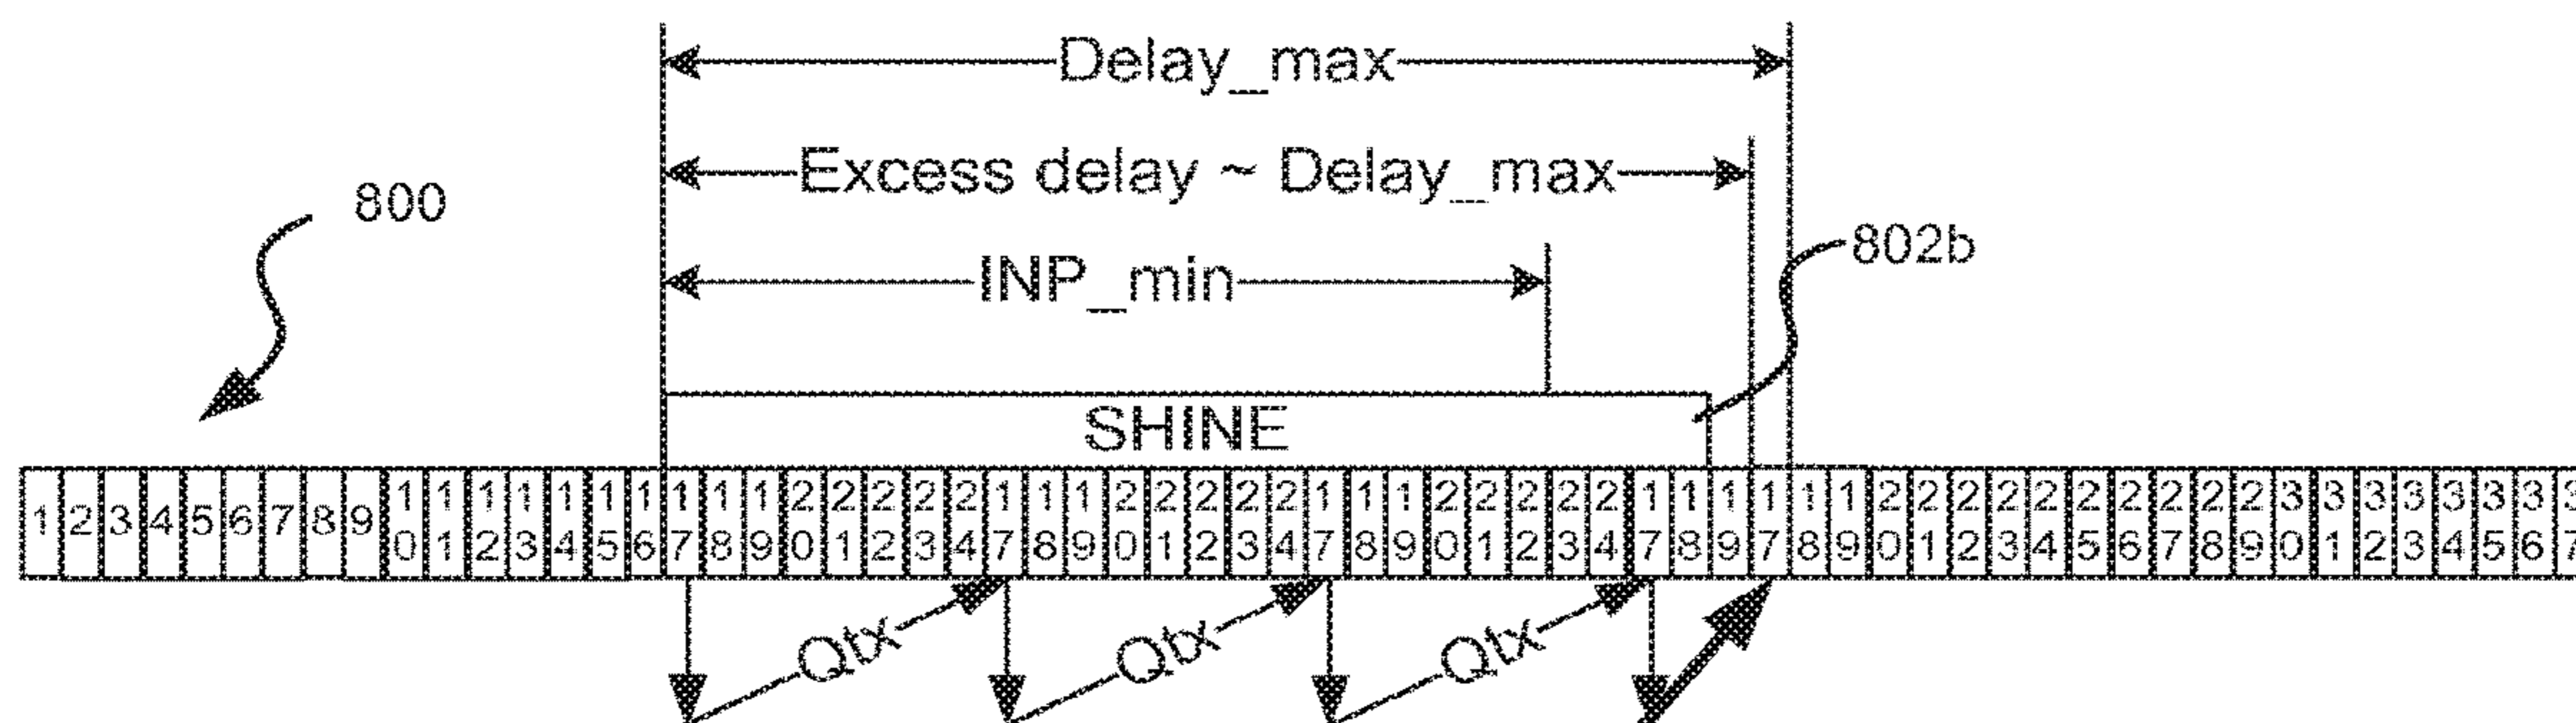 Delay_max
Excess delay ~ Delay_max
800
802b
INP_min
SHINE
1 2 3 4 5 6 7 8 9 10 11 12 13 14 15 16 17 18 19 20 21 22 23 24 17 18 19 20 21 22 23 24 17 18 19 20 21 22 23 24 17 18 19 17 18 19 20 21 22 23 24 25 26 27 28 29 30 31 32 33 34 35 36 37
Qtx Qtx Qtx